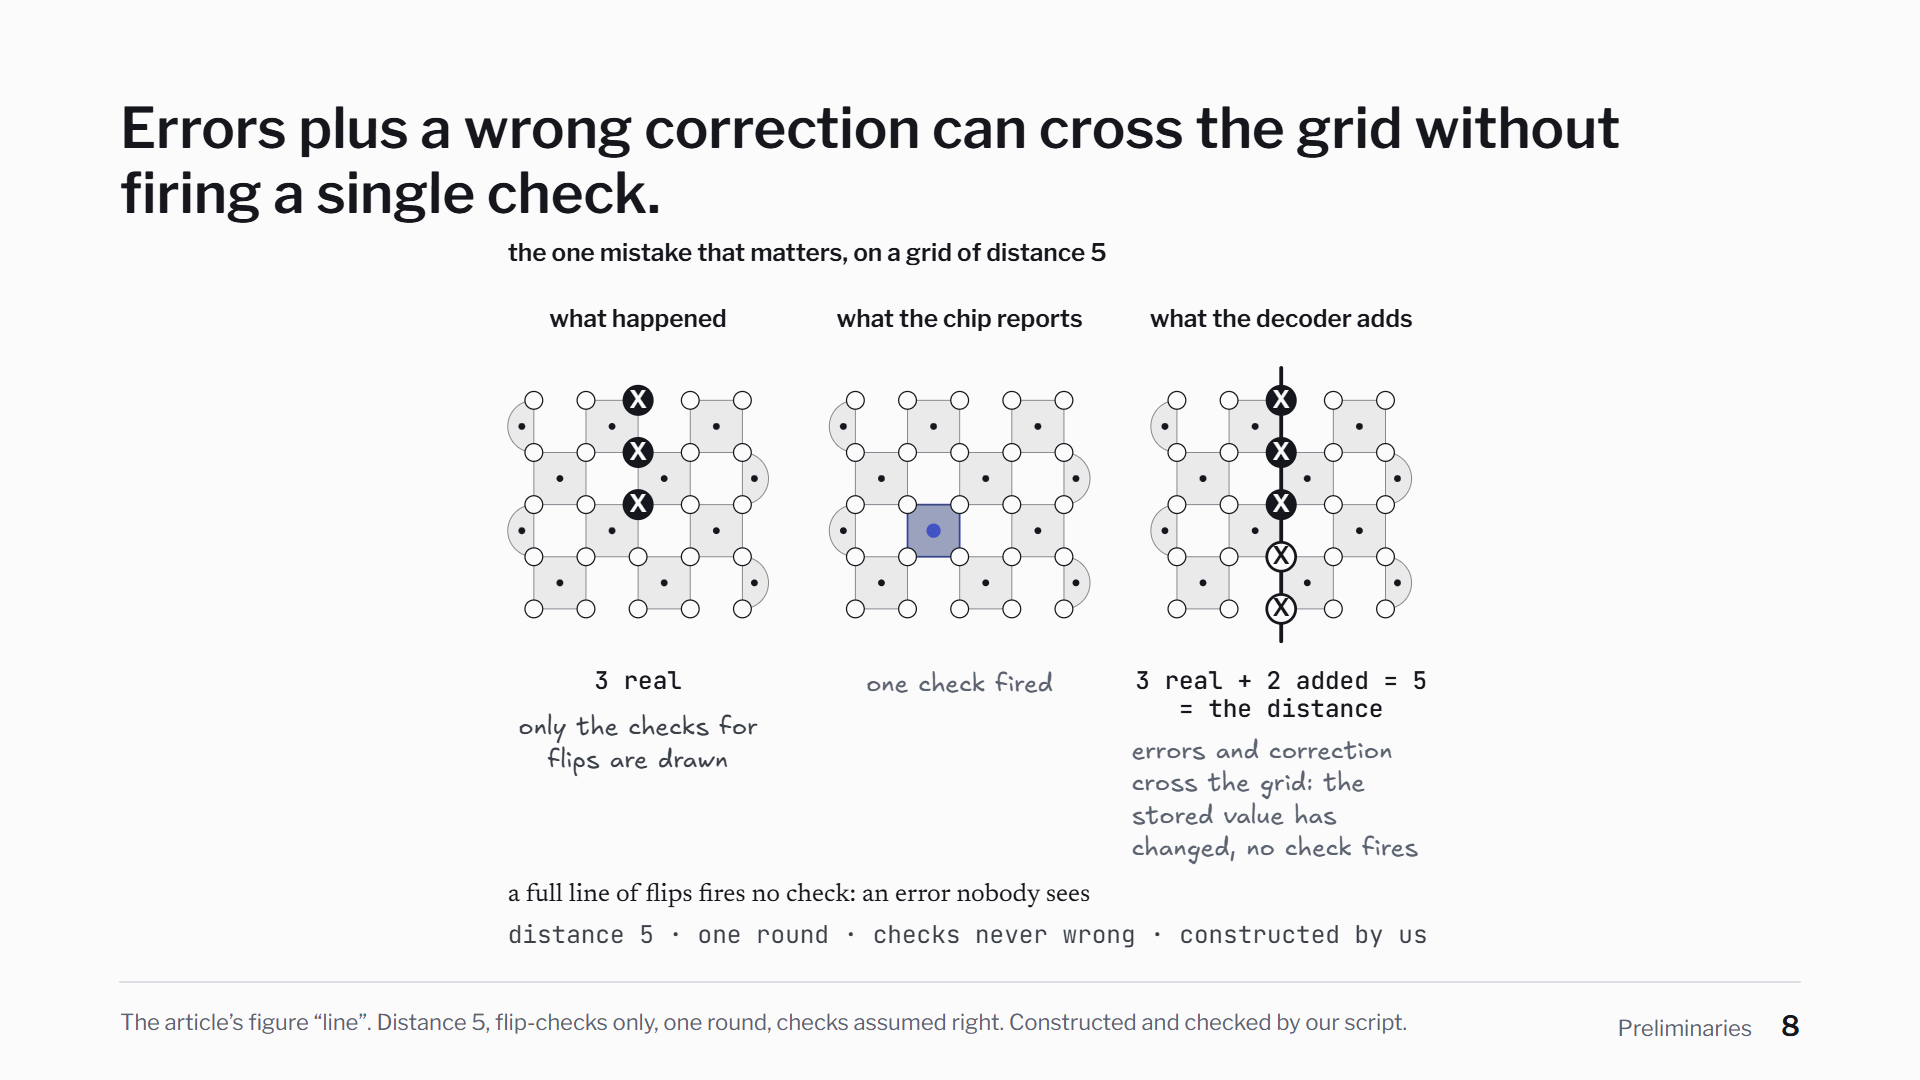 Errors plus a wrong correction can cross the grid without
firing a single check.
the one mistake that matters, on a grid of distance 5
what happened
what the chip reports
what the decoder adds
X
X
X
X
X
X
X
X
3 real
only the checks for
flips are drawn
one check fired
3 real + 2 added = 5
= the distance
errors and correction
cross the grid: the
stored value has
changed, no check fires
a full line of flips fires no check: an error nobody sees
distance 5 · one round · checks never wrong · constructed by us
The article’s figure “line”. Distance 5, flip-checks only, one round, checks assumed right. Constructed and checked by our script.
Preliminaries 8